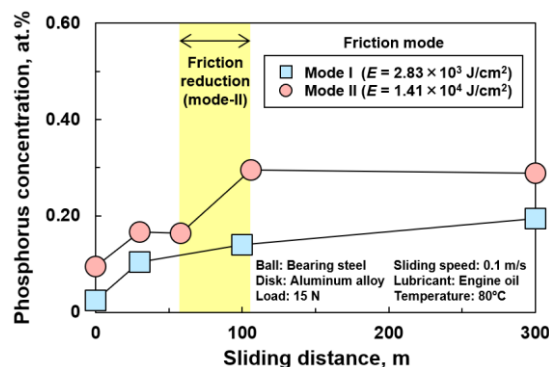 Phosphorus concentration, at.%
0.60
0.40
0.20
0
Friction
reduction
(mode-II)
Friction mode
Mode I (E = 2.83 × 10³ J/cm²)
Mode II (E = 1.41 × 10⁴ J/cm²)
Ball: Bearing steel Sliding speed: 0.1 m/s
Disk: Aluminum alloy Lubricant: Engine oil
Load: 15 N Temperature: 80°C
0 100 200 300
Sliding distance, m